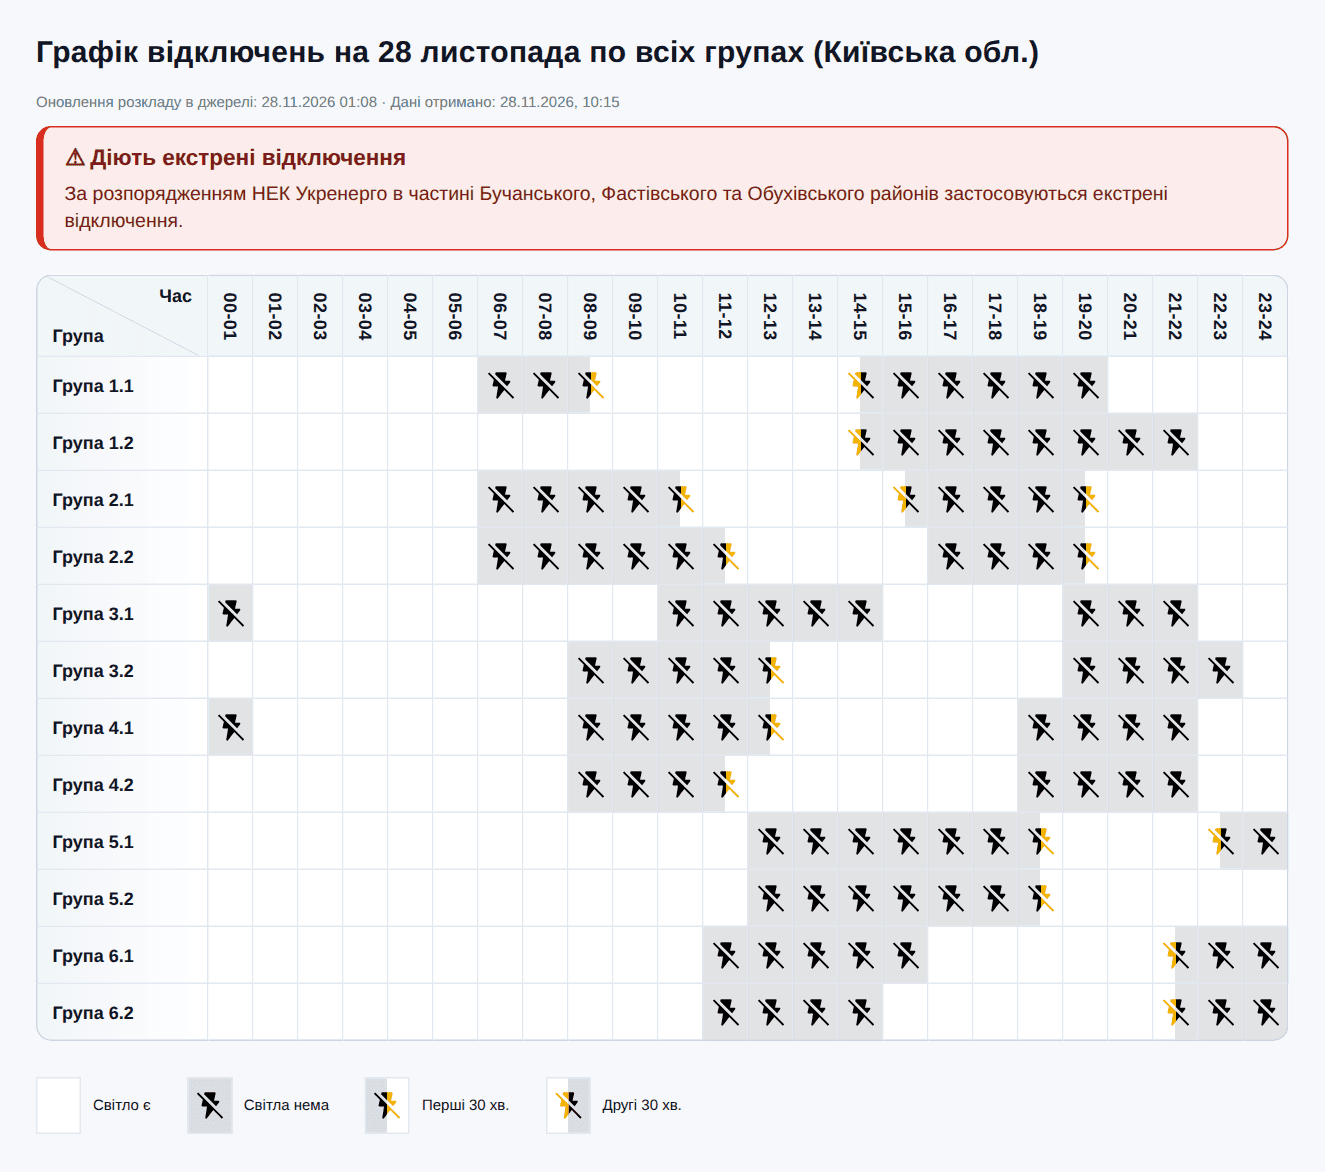 Графік відключень на 28 листопада по всіх групах (Київська обл.)
Оновлення розкладу в джерелі: 28.11.2026 01:08 · Дані отримано: 28.11.2026, 10:15
⚠ Діють екстрені відключення
За розпорядженням НЕК Укренерго в частині Бучанського, Фастівського та Обухівського районів застосовуються екстрені
відключення.
Час
Група
00-01 01-02 02-03 03-04 04-05 05-06 06-07 07-08 08-09 09-10 10-11 11-12 12-13 13-14 14-15 15-16 16-17 17-18 18-19 19-20 20-21 21-22 22-23 23-24
Група 1.1
Група 1.2
Група 2.1
Група 2.2
Група 3.1
Група 3.2
Група 4.1
Група 4.2
Група 5.1
Група 5.2
Група 6.1
Група 6.2
Світло є Світла нема Перші 30 хв. Другі 30 хв.